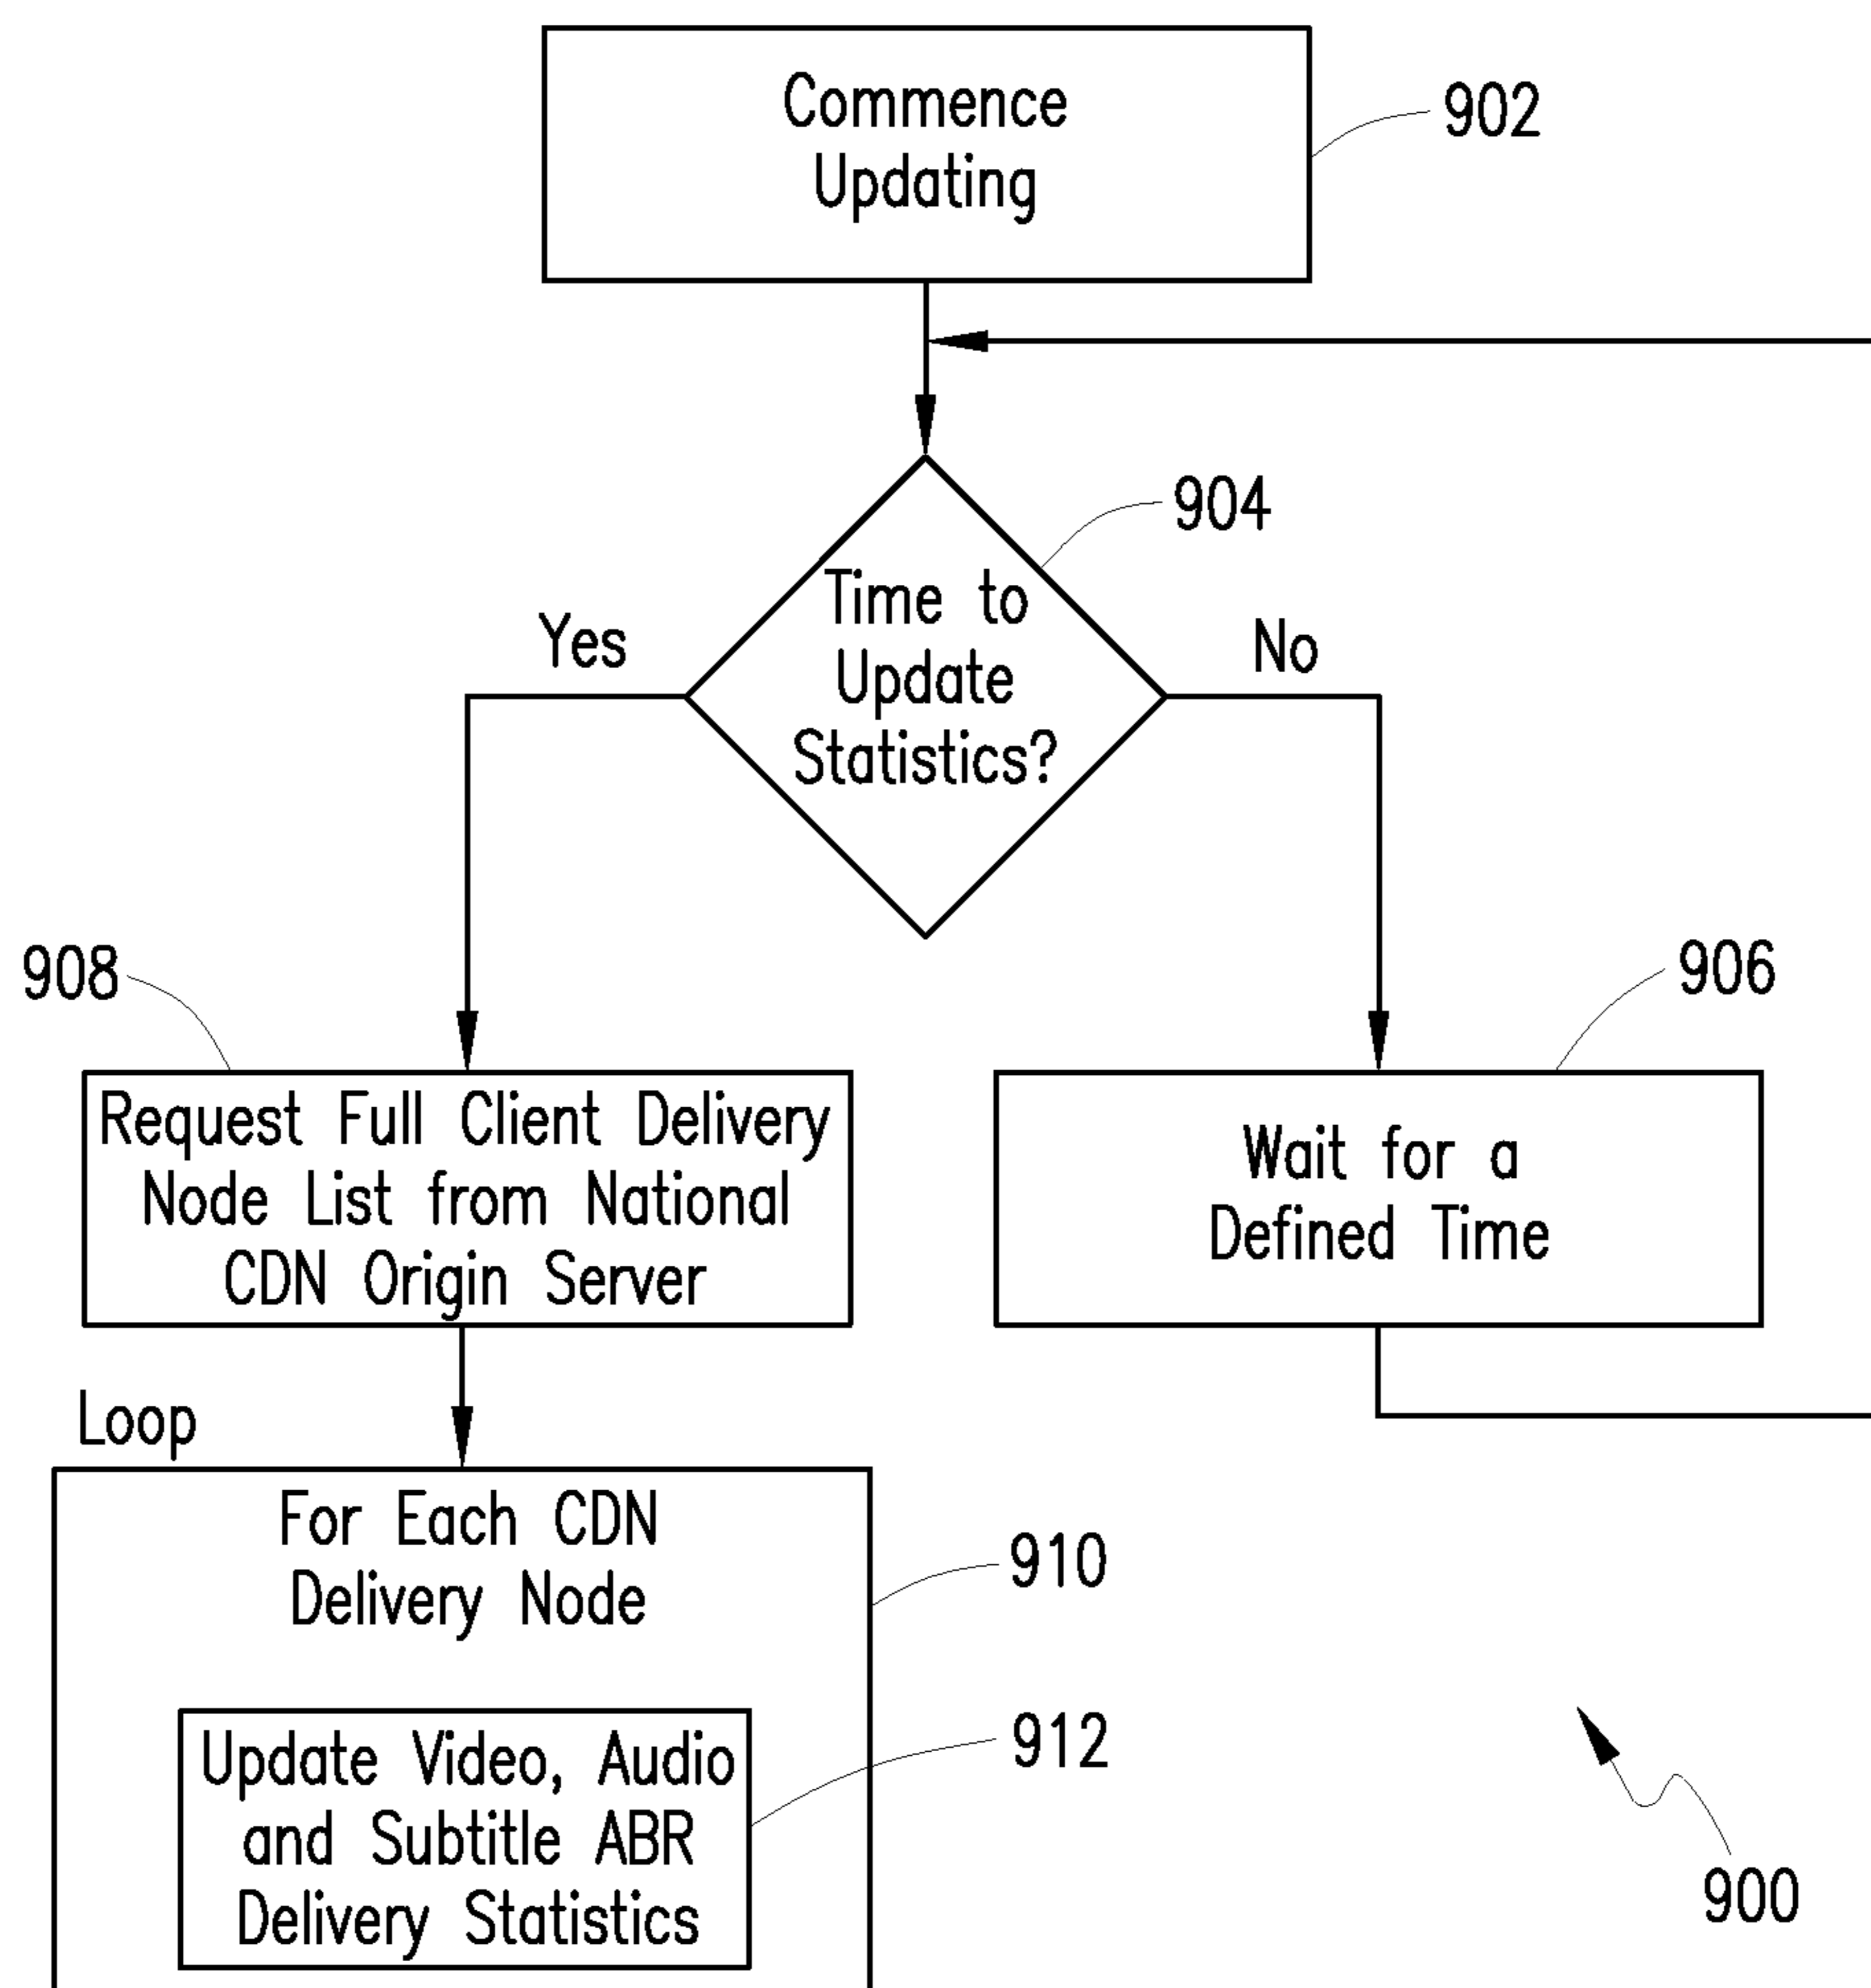 Commence
Updating
902
904
Time to
Update
Statistics?
Yes
No
908
906
Request Full Client Delivery
Node List from National
CDN Origin Server
Wait for a
Defined Time
Loop
For Each CDN
Delivery Node
910
Update Video, Audio
and Subtitle ABR
Delivery Statistics
912
900